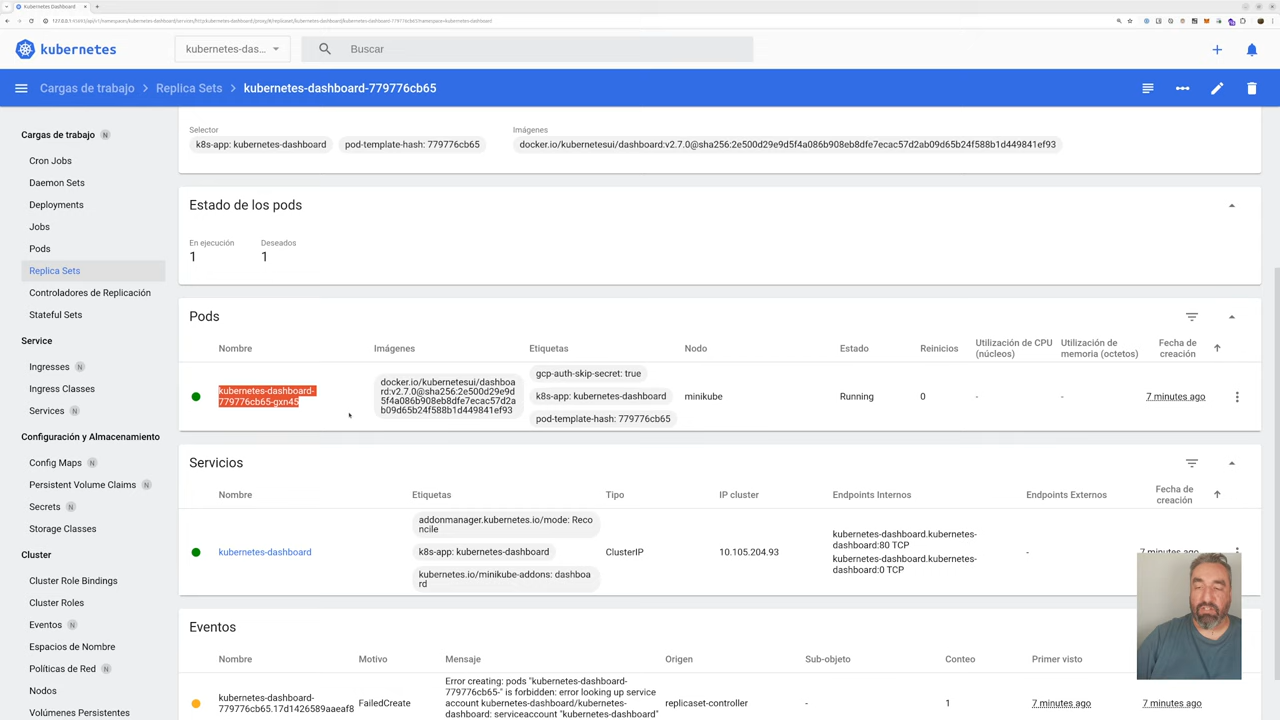 Kubernetes Dashboard
kubernetes
kubernetes-das...
Buscar
Cargas de trabajo > Replica Sets > kubernetes-dashboard-779776cb65
Cargas de trabajo N
Cron Jobs
Daemon Sets
Deployments
Jobs
Pods
Replica Sets
Controladores de Replicación
Stateful Sets
Service
Ingresses N
Ingress Classes
Services N
Configuración y Almacenamiento
Config Maps N
Persistent Volume Claims N
Secrets N
Storage Classes
Cluster
Cluster Role Bindings
Cluster Roles
Eventos N
Espacios de Nombre
Políticas de Red N
Nodos
Volúmenes Persistentes
Selector
k8s-app: kubernetes-dashboard
pod-template-hash: 779776cb65
Imágenes
docker.io/kubernetesui/dashboard:v2.7.0@sha256:2e500d29e9d5f4a086b908eb8dfe7ecac57d2ab09d65b24f588b1d449841ef93
Estado de los pods
En ejecución
1
Deseados
1
Pods
Nombre
Imágenes
Etiquetas
Nodo
Estado
Reinicios
Utilización de CPU
(núcleos)
Utilización de
memoria (octetos)
Fecha de
creación
kubernetes-dashboard-
779776cb65-gxn45
docker.io/kubernetesui/dashboa
rd:v2.7.0@sha256:2e500d29e9d
5f4a086b908eb8dfe7ecac57d2a
b09d65b24f588b1d449841ef93
gcp-auth-skip-secret: true
k8s-app: kubernetes-dashboard
pod-template-hash: 779776cb65
minikube
Running
0
-
-
7 minutes ago
Servicios
Nombre
Etiquetas
Tipo
IP cluster
Endpoints Internos
Endpoints Externos
Fecha de
creación
kubernetes-dashboard
addonmanager.kubernetes.io/mode: Reco
ncile
k8s-app: kubernetes-dashboard
kubernetes.io/minikube-addons: dashboa
rd
ClusterIP
10.105.204.93
kubernetes-dashboard.kubernetes-
dashboard:80 TCP
kubernetes-dashboard.kubernetes-
dashboard:0 TCP
-
7 minutes ago
Eventos
Nombre
Motivo
Mensaje
Origen
Sub-objeto
Conteo
Primer visto
kubernetes-dashboard-
779776cb65.17d1426589aaeaf8
FailedCreate
Error creating: pods "kubernetes-dashboard-
779776cb65-" is forbidden: error looking up service
account kubernetes-dashboard/kubernetes-
dashboard: serviceaccount "kubernetes-dashboard"
replicaset-controller
-
1
7 minutes ago
7 minutes ago